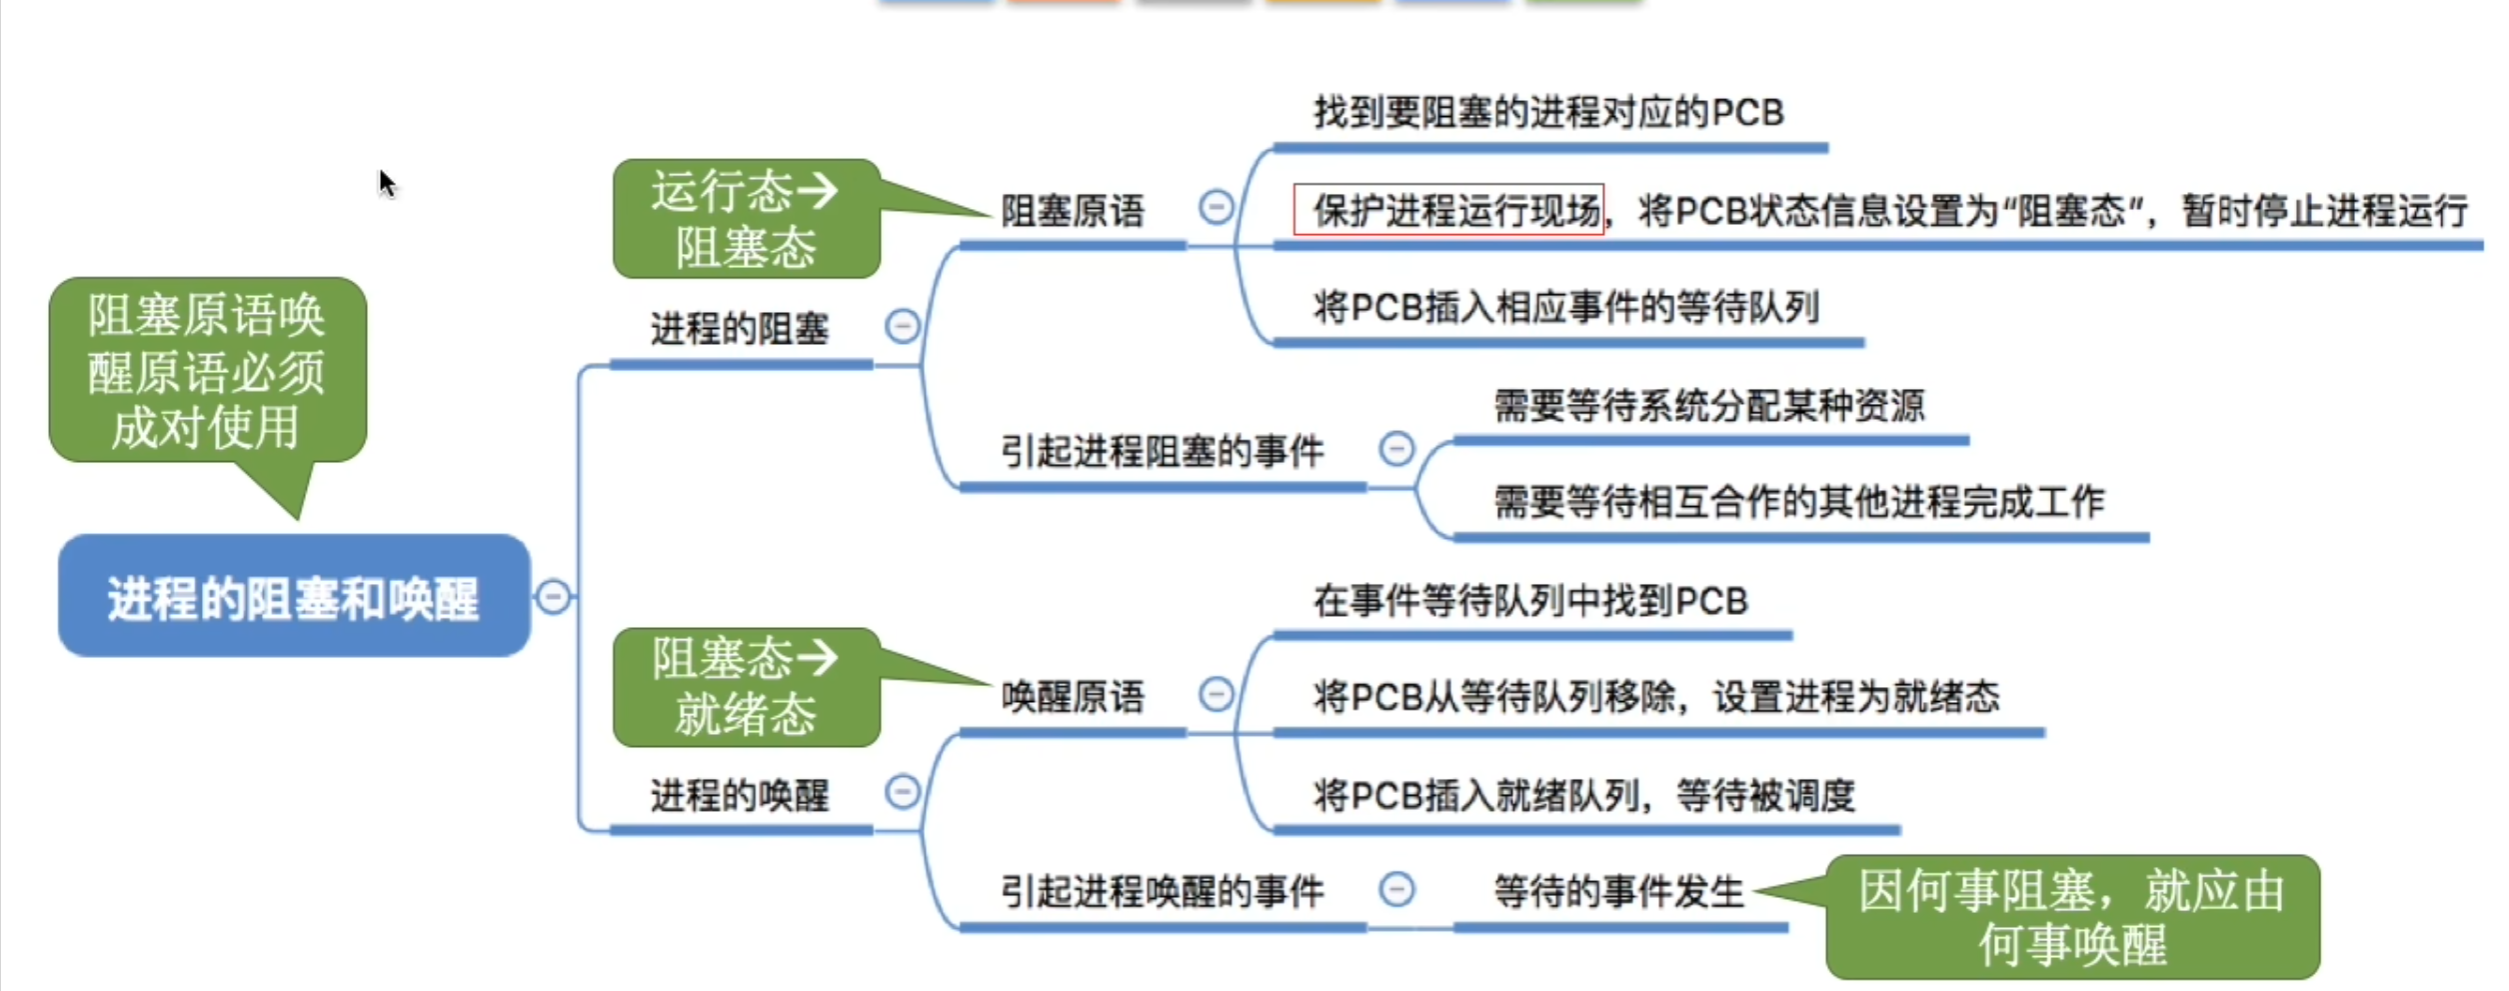 找到要阻塞的进程对应的PCB
运行态→
阻塞态
阻塞原语
保护进程运行现场，将PCB状态信息设置为“阻塞态”，暂时停止进程运行
将PCB插入相应事件的等待队列
阻塞原语唤
醒原语必须
成对使用
进程的阻塞
需要等待系统分配某种资源
引起进程阻塞的事件
需要等待相互合作的其他进程完成工作
进程的阻塞和唤醒
在事件等待队列中找到PCB
阻塞态→
就绪态
唤醒原语
将PCB从等待队列移除，设置进程为就绪态
进程的唤醒
将PCB插入就绪队列，等待被调度
引起进程唤醒的事件
等待的事件发生
因何事阻塞，就应由
何事唤醒